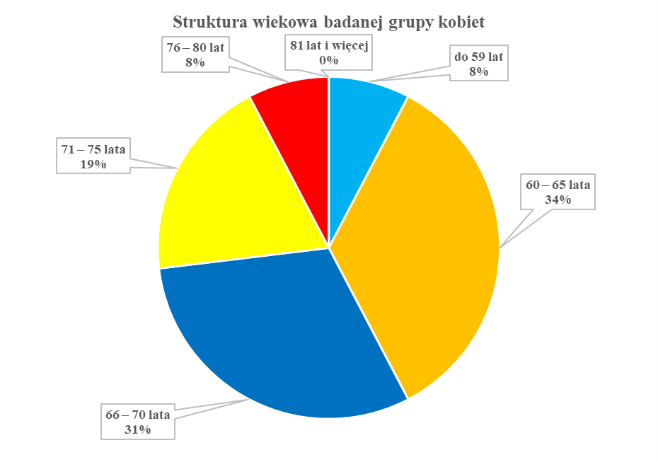 Struktura wiekowa badanej grupy kobiet
76 – 80 lat
8%
81 lat i więcej
0%
do 59 lat
8%
71 – 75 lata
19%
60 – 65 lata
34%
66 – 70 lata
31%